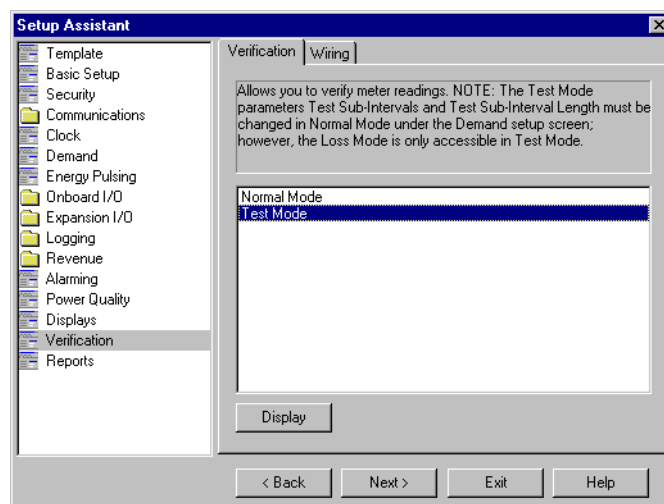 Setup Assistant
Template
Basic Setup
Security
Communications
Clock
Demand
Energy Pulsing
Onboard I/O
Expansion I/O
Logging
Revenue
Alarming
Power Quality
Displays
Verification
Reports
Verification
Wiring
Allows you to verify meter readings. NOTE: The Test Mode
parameters Test Sub-Intervals and Test Sub-Interval Length must be
changed in Normal Mode under the Demand setup screen;
however, the Loss Mode is only accessible in Test Mode.
Normal Mode
Test Mode
Display
< Back
Next >
Exit
Help